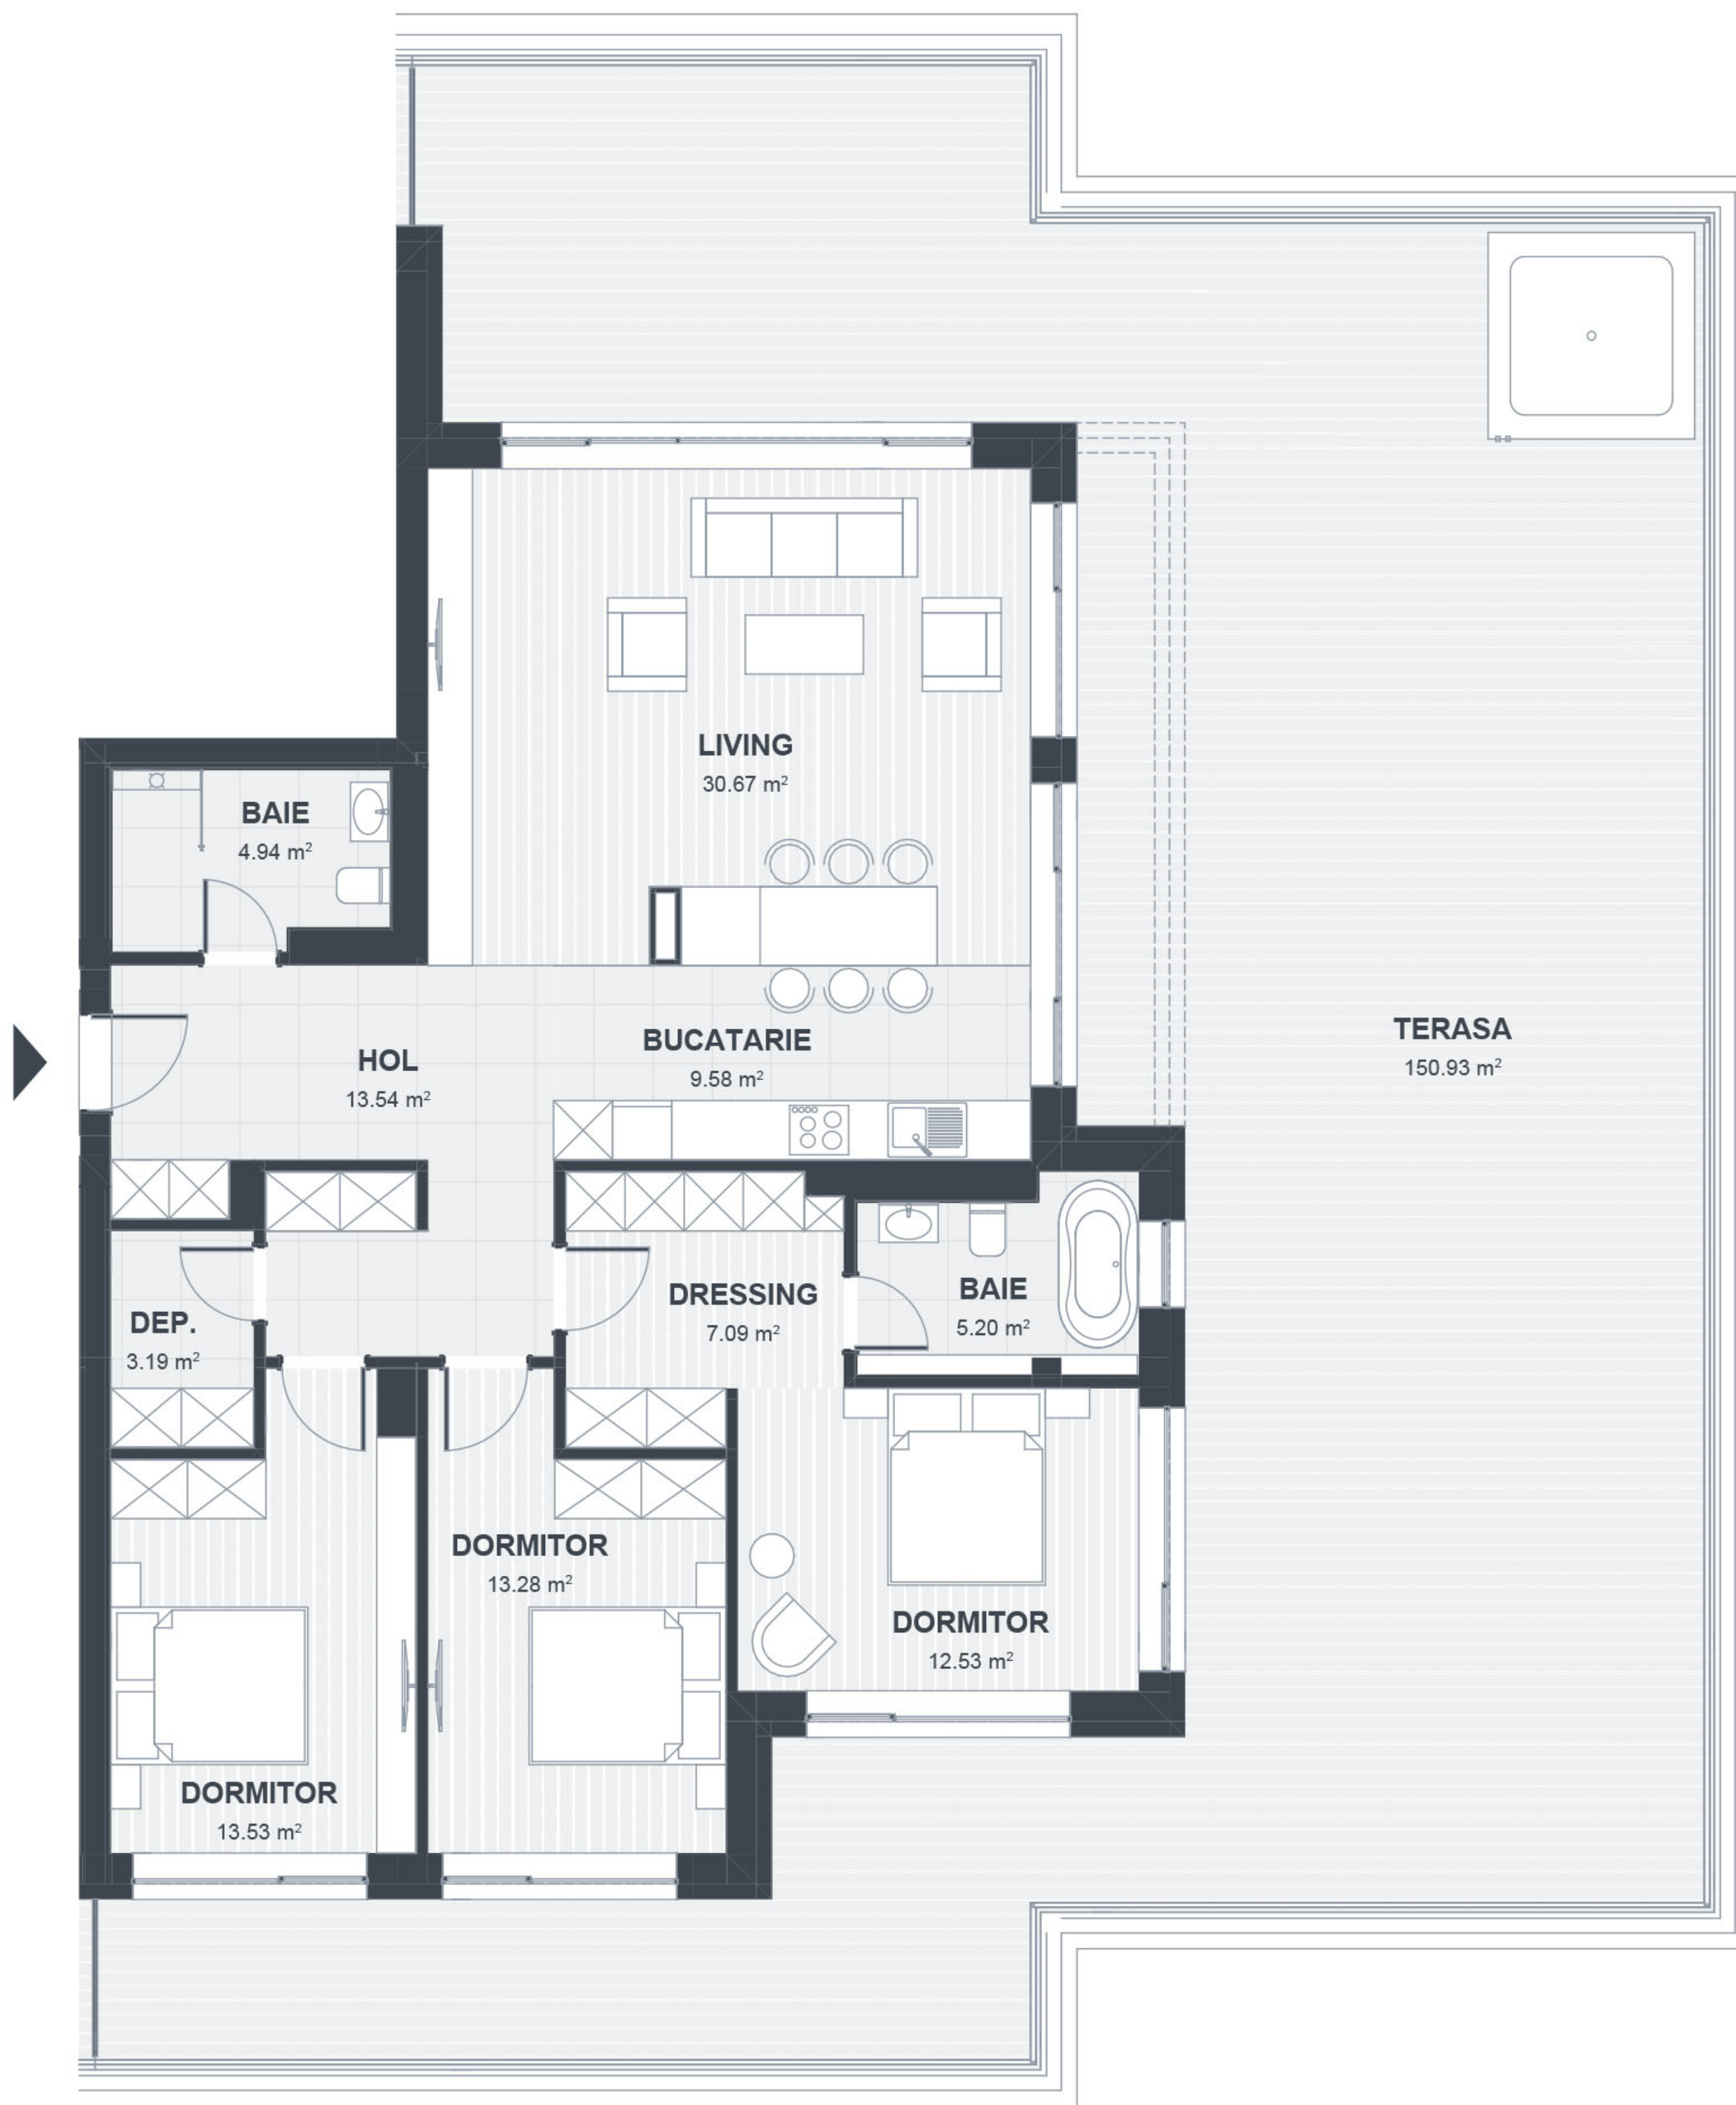 LIVING
30.67 m²
BAIE
4.94 m²
TERASA
150.93 m²
BUCATARIE
9.58 m²
HOL
13.54 m²
DRESSING
7.09 m²
BAIE
5.20 m²
DEP.
3.19 m²
DORMITOR
13.28 m²
DORMITOR
12.53 m²
DORMITOR
13.53 m²